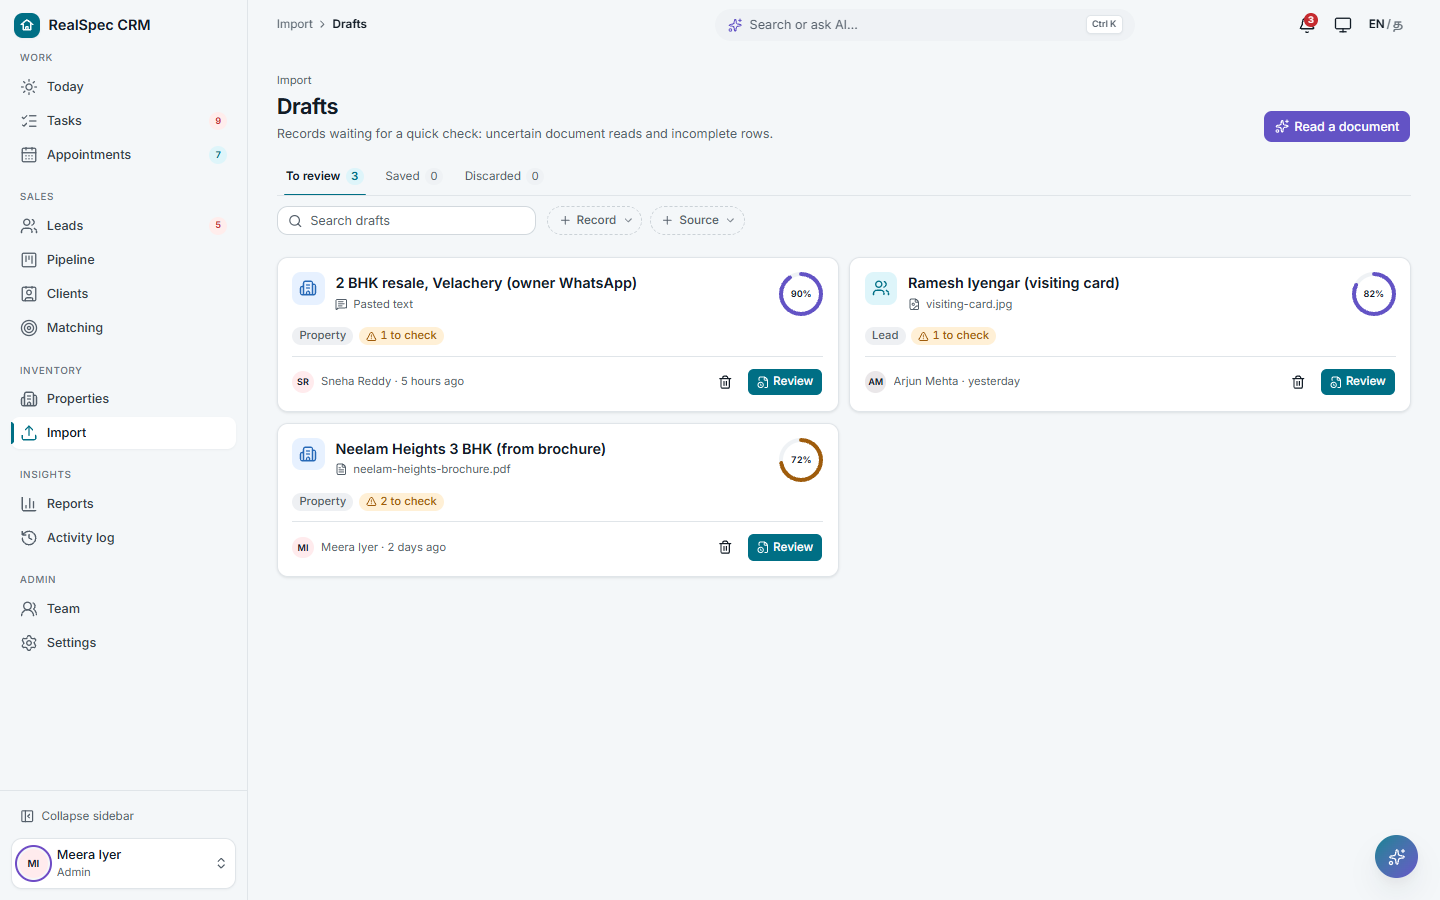 RealSpec CRM
WORK
Today
Tasks 9
Appointments 7
SALES
Leads 5
Pipeline
Clients
Matching
INVENTORY
Properties
Import
INSIGHTS
Reports
Activity log
ADMIN
Team
Settings
Collapse sidebar
MI Meera Iyer
Admin
Import > Drafts
Search or ask AI... Ctrl K
3
EN / த
Import
Drafts
Records waiting for a quick check: uncertain document reads and incomplete rows.
Read a document
To review 3 Saved 0 Discarded 0
Search drafts + Record + Source
2 BHK resale, Velachery (owner WhatsApp)
Pasted text
90%
Property 1 to check
SR Sneha Reddy · 5 hours ago Review
Ramesh Iyengar (visiting card)
visiting-card.jpg
82%
Lead 1 to check
AM Arjun Mehta · yesterday Review
Neelam Heights 3 BHK (from brochure)
neelam-heights-brochure.pdf
72%
Property 2 to check
MI Meera Iyer · 2 days ago Review